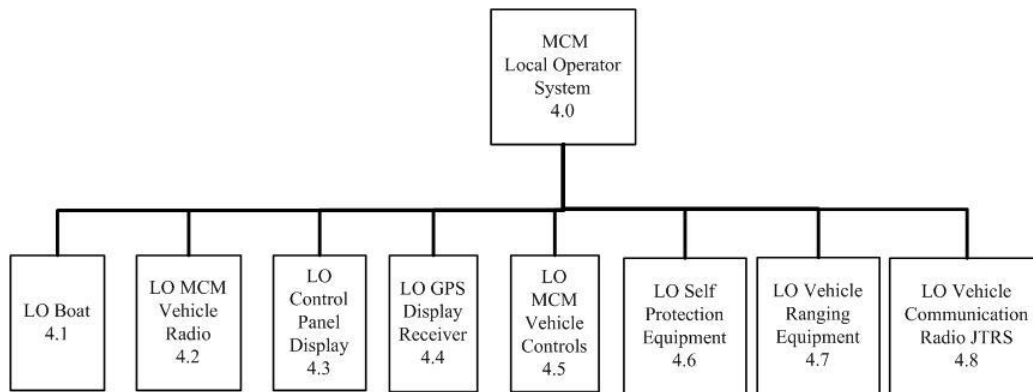 MCM
Local Operator
System
4.0
LO Boat
4.1
LO MCM
Vehicle
Radio
4.2
LO
Control
Panel
Display
4.3
LO GPS
Display
Receiver
4.4
LO
MCM
Vehicle
Controls
4.5
LO Self
Protection
Equipment
4.6
LO Vehicle
Ranging
Equipment
4.7
LO Vehicle
Communication
Radio JTRS
4.8